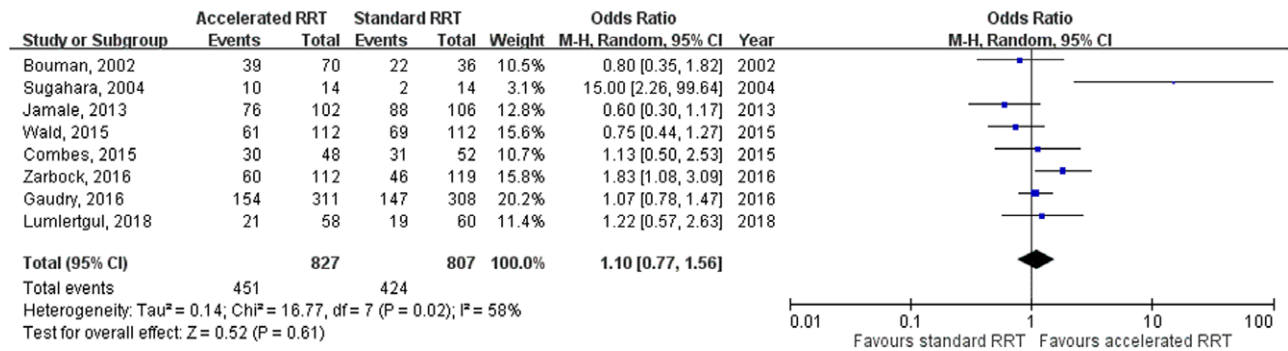 Accelerated RRT Standard RRT Odds Ratio Odds Ratio
Study or Subgroup Events Total Events Total Weight M-H, Random, 95% CI Year M-H, Random, 95% CI
Bouman, 2002 39 70 22 36 10.5% 0.80 [0.35, 1.82] 2002
Sugahara, 2004 10 14 2 14 3.1% 15.00 [2.26, 99.64] 2004
Jamale, 2013 76 102 88 106 12.8% 0.60 [0.30, 1.17] 2013
Wald, 2015 61 112 69 112 15.6% 0.75 [0.44, 1.27] 2015
Combes, 2015 30 48 31 52 10.7% 1.13 [0.50, 2.53] 2015
Zarbock, 2016 60 112 46 119 15.8% 1.83 [1.08, 3.09] 2016
Gaudry, 2016 154 311 147 308 20.2% 1.07 [0.78, 1.47] 2016
Lumlertgul, 2018 21 58 19 60 11.4% 1.22 [0.57, 2.63] 2018
Total (95% CI) 827 807 100.0% 1.10 [0.77, 1.56]
Total events 451 424
Heterogeneity: Tau² = 0.14; Chi² = 16.77, df = 7 (P = 0.02); I² = 58%
Test for overall effect: Z = 0.52 (P = 0.61)
0.01 0.1 1 10 100
Favours standard RRT Favours accelerated RRT